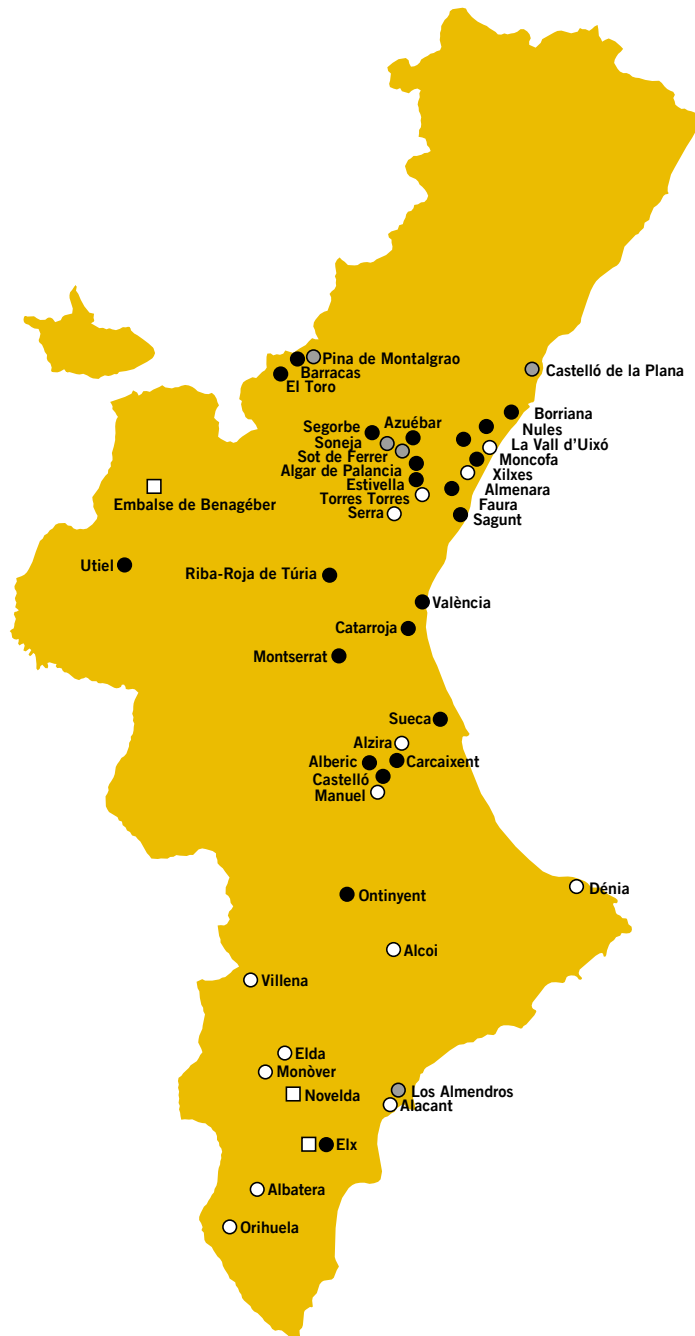 Pina de Montalgrao
Barracas
El Toro
Castelló de la Plana
Borriana
Nules
La Vall d'Uixó
Moncofa
Xilxes
Almenara
Faura
Sagunt
Azuébar
Segorbe
Soneja
Sot de Ferrer
Algar de Palancia
Estivella
Torres Torres
Serra
Embalse de Benagéber
Utiel
Riba-Roja de Túria
València
Catarroja
Montserrat
Sueca
Alzira
Alberic
Carcaixent
Castelló
Manuel
Dénia
Ontinyent
Alcoi
Villena
Elda
Monòver
Novelda
Los Almendros
Alacant
Elx
Albatera
Orihuela